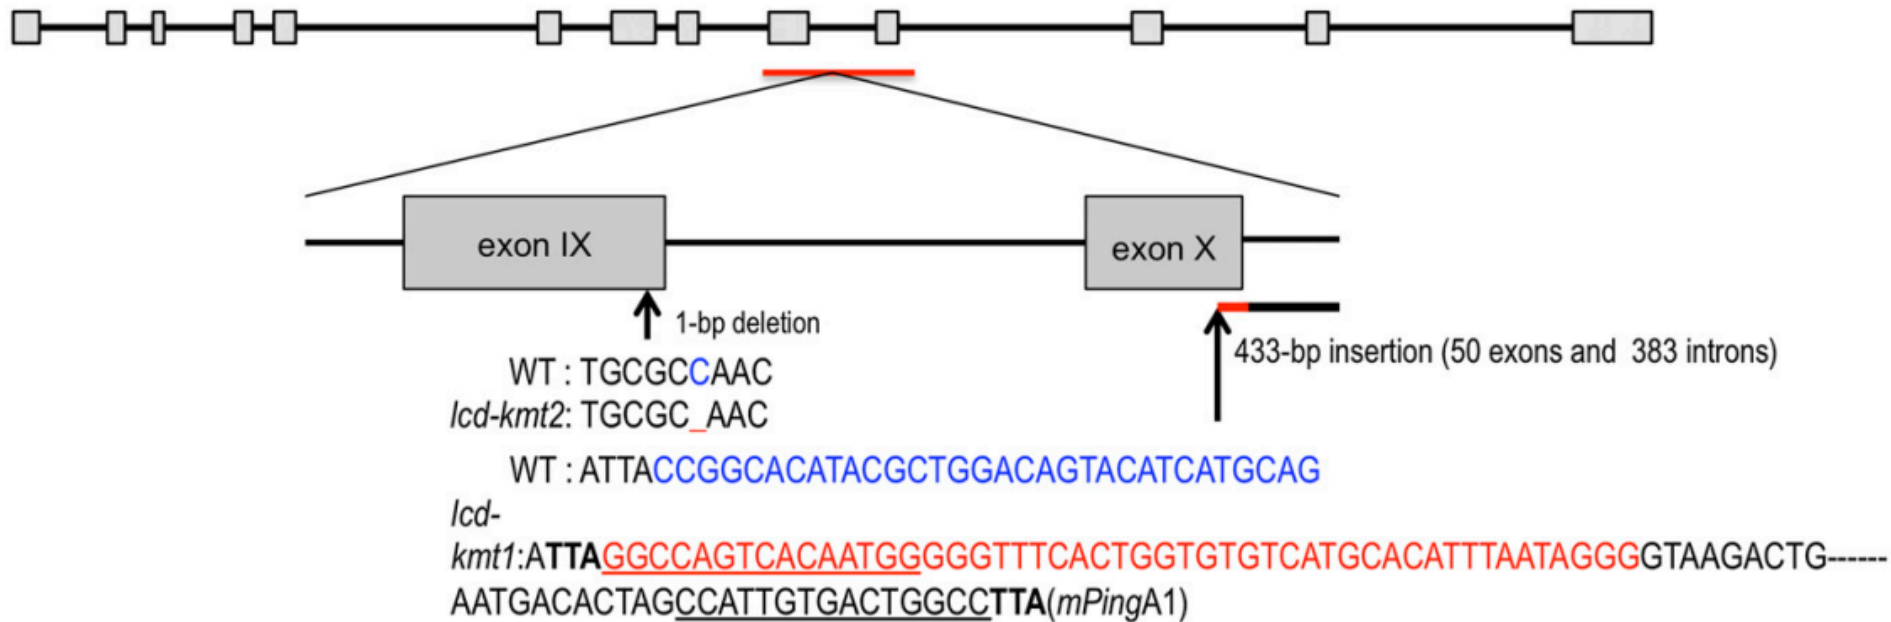 exon IX
exon X
1-bp deletion
433-bp insertion (50 exons and 383 introns)
WT : TGCGCCAAC
lcd-kmt2: TGCGC_AAC
WT : ATTACCGGCACATACGCTGGACAGTACATCATGCAG
lcd-
kmt1:ATTAGGCCAGTCACAATGGGGGTTTCACTGGTGTGTCATGCACATTTAATAGGGGTAAGACTG------
AATGACACTAGCCATTGTGACTGGCCTTA(mPingA1)